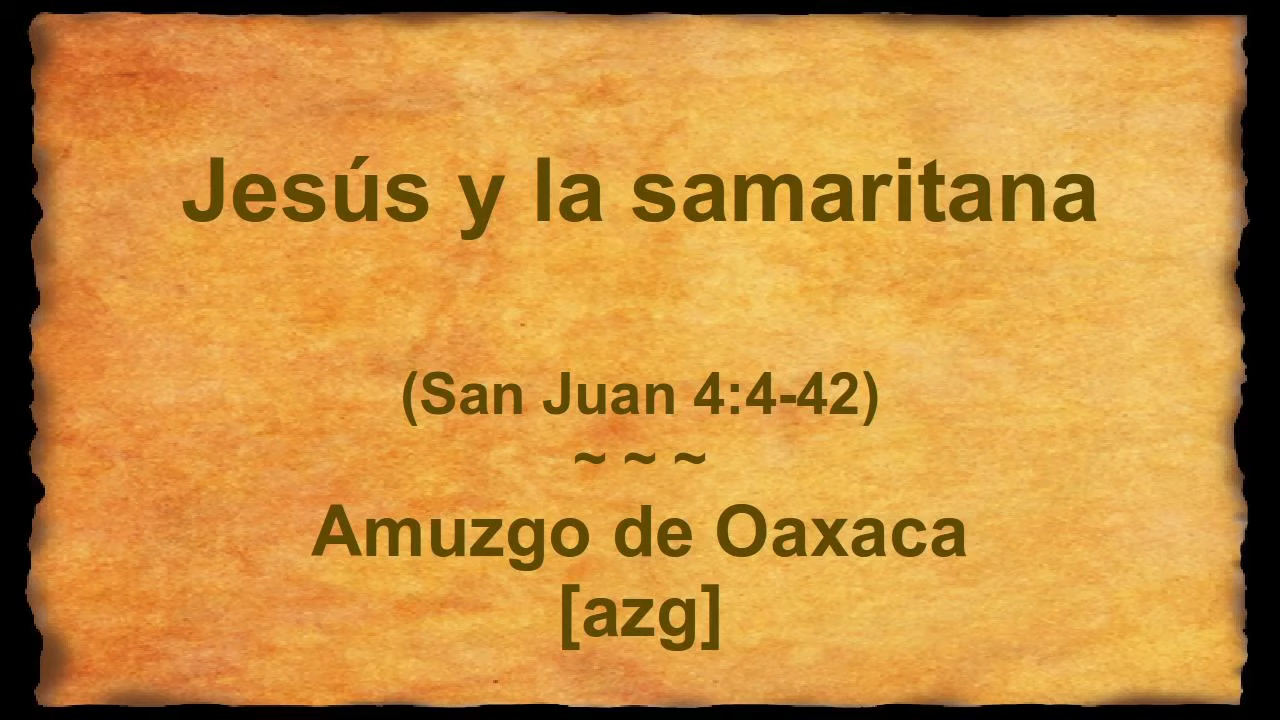 Jesús y la samaritana
(San Juan 4:4-42)
~ ~ ~
Amuzgo de Oaxaca
[azg]